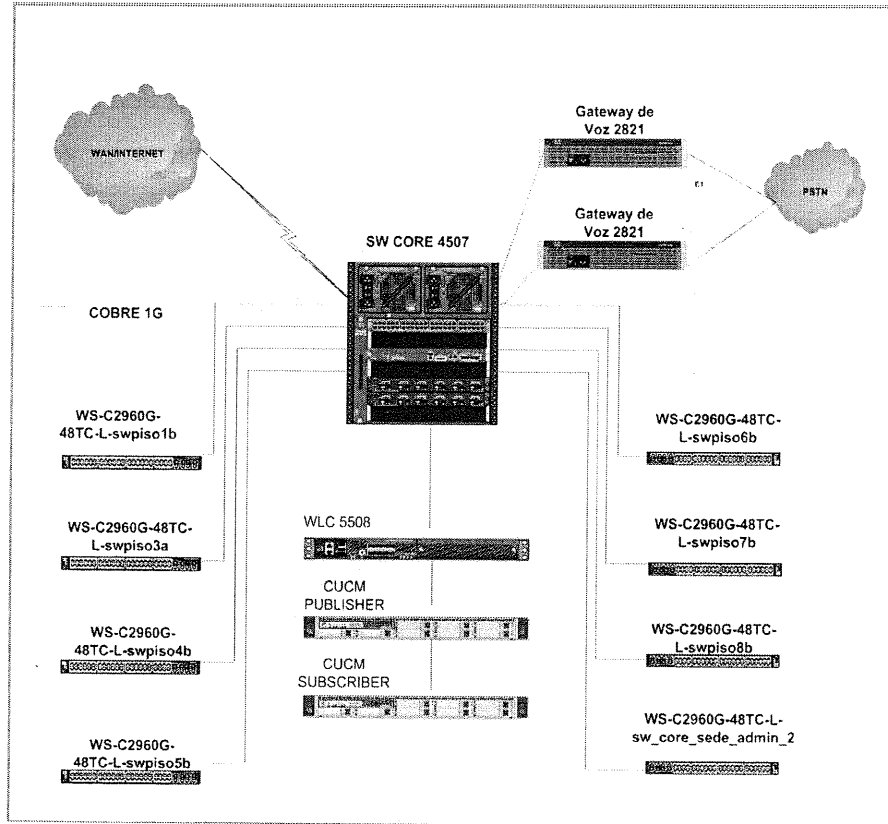 WAN/INTERNET
Gateway de
Voz 2821
E1
PSTN
Gateway de
Voz 2821
SW CORE 4507
COBRE 1G
WS-C2960G-
48TC-L-swpiso1b
WS-C2960G-48TC-
L-swpiso3a
WS-C2960G-
48TC-L-swpiso4b
WS-C2960G-
48TC-L-swpiso5b
WLC 5508
CUCM
PUBLISHER
CUCM
SUBSCRIBER
WS-C2960G-48TC-
L-swpiso6b
WS-C2960G-48TC-
L-swpiso7b
WS-C2960G-48TC-
L-swpiso8b
WS-C2960G-48TC-L-
sw_core_sede_admin_2